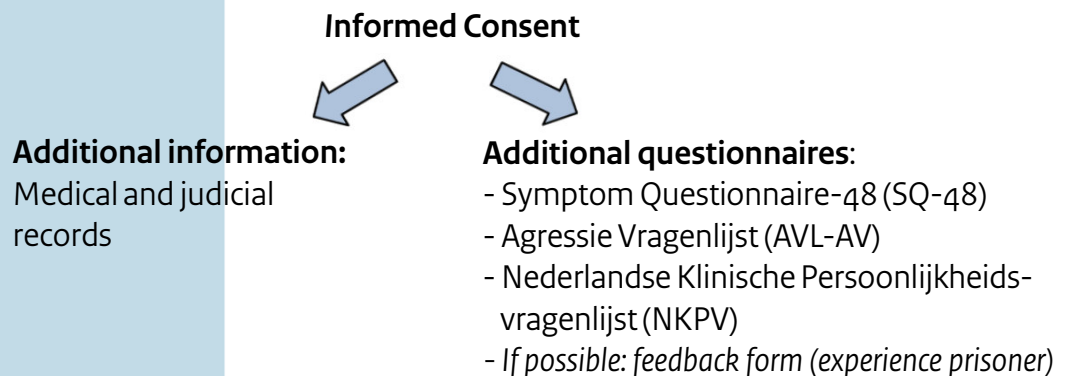 Informed Consent
Additional information:
Medical and judicial
records
Additional questionnaires:
- Symptom Questionnaire-48 (SQ-48)
- Agressie Vragenlijst (AVL-AV)
- Nederlandse Klinische Persoonlijkheids-
vragenlijst (NKPV)
- If possible: feedback form (experience prisoner)